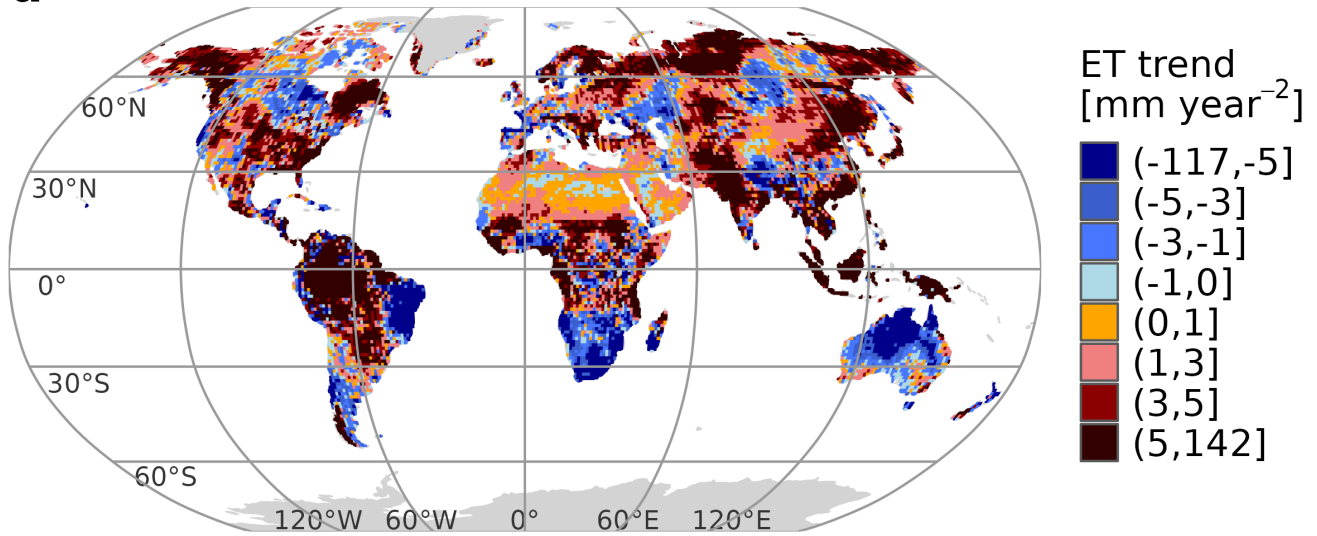 ET trend
[mm year⁻²]
(-117,-5]
(-5,-3]
(-3,-1]
(-1,0]
(0,1]
(1,3]
(3,5]
(5,142]
60°N
30°N
0°
30°S
60°S
120°W 60°W 0° 60°E 120°E